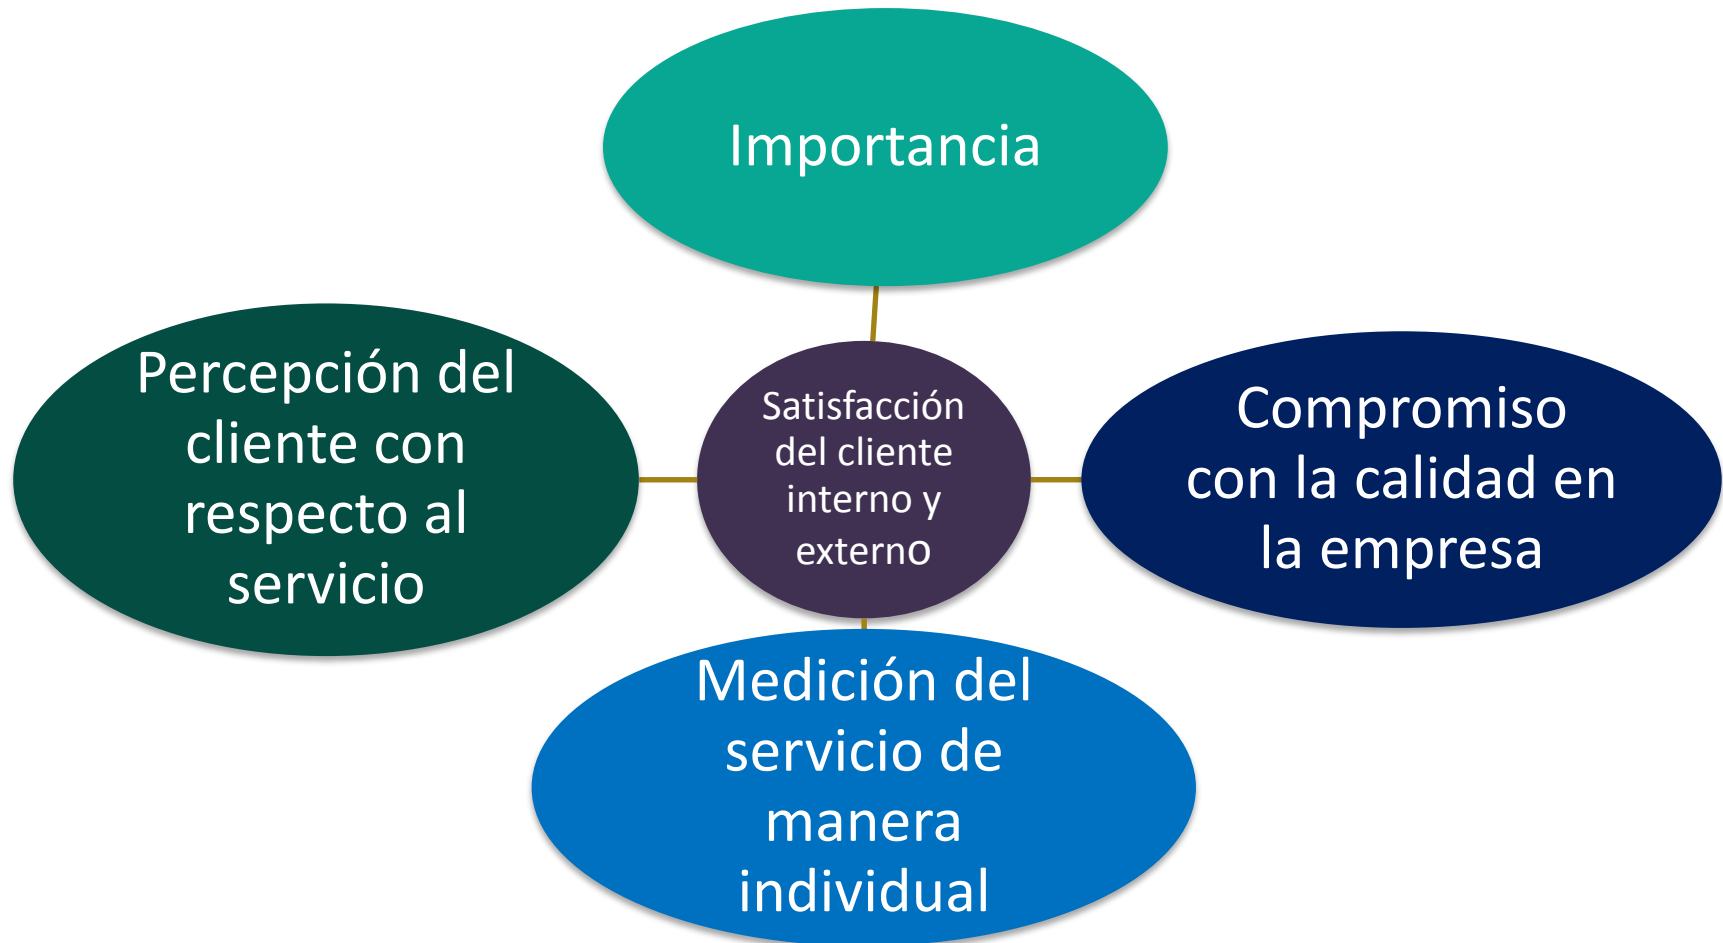 Importancia
Percepción del
cliente con
respecto al
servicio
Satisfacción
del cliente
interno y
externo
Compromiso
con la calidad en
la empresa
Medición del
servicio de
manera
individual